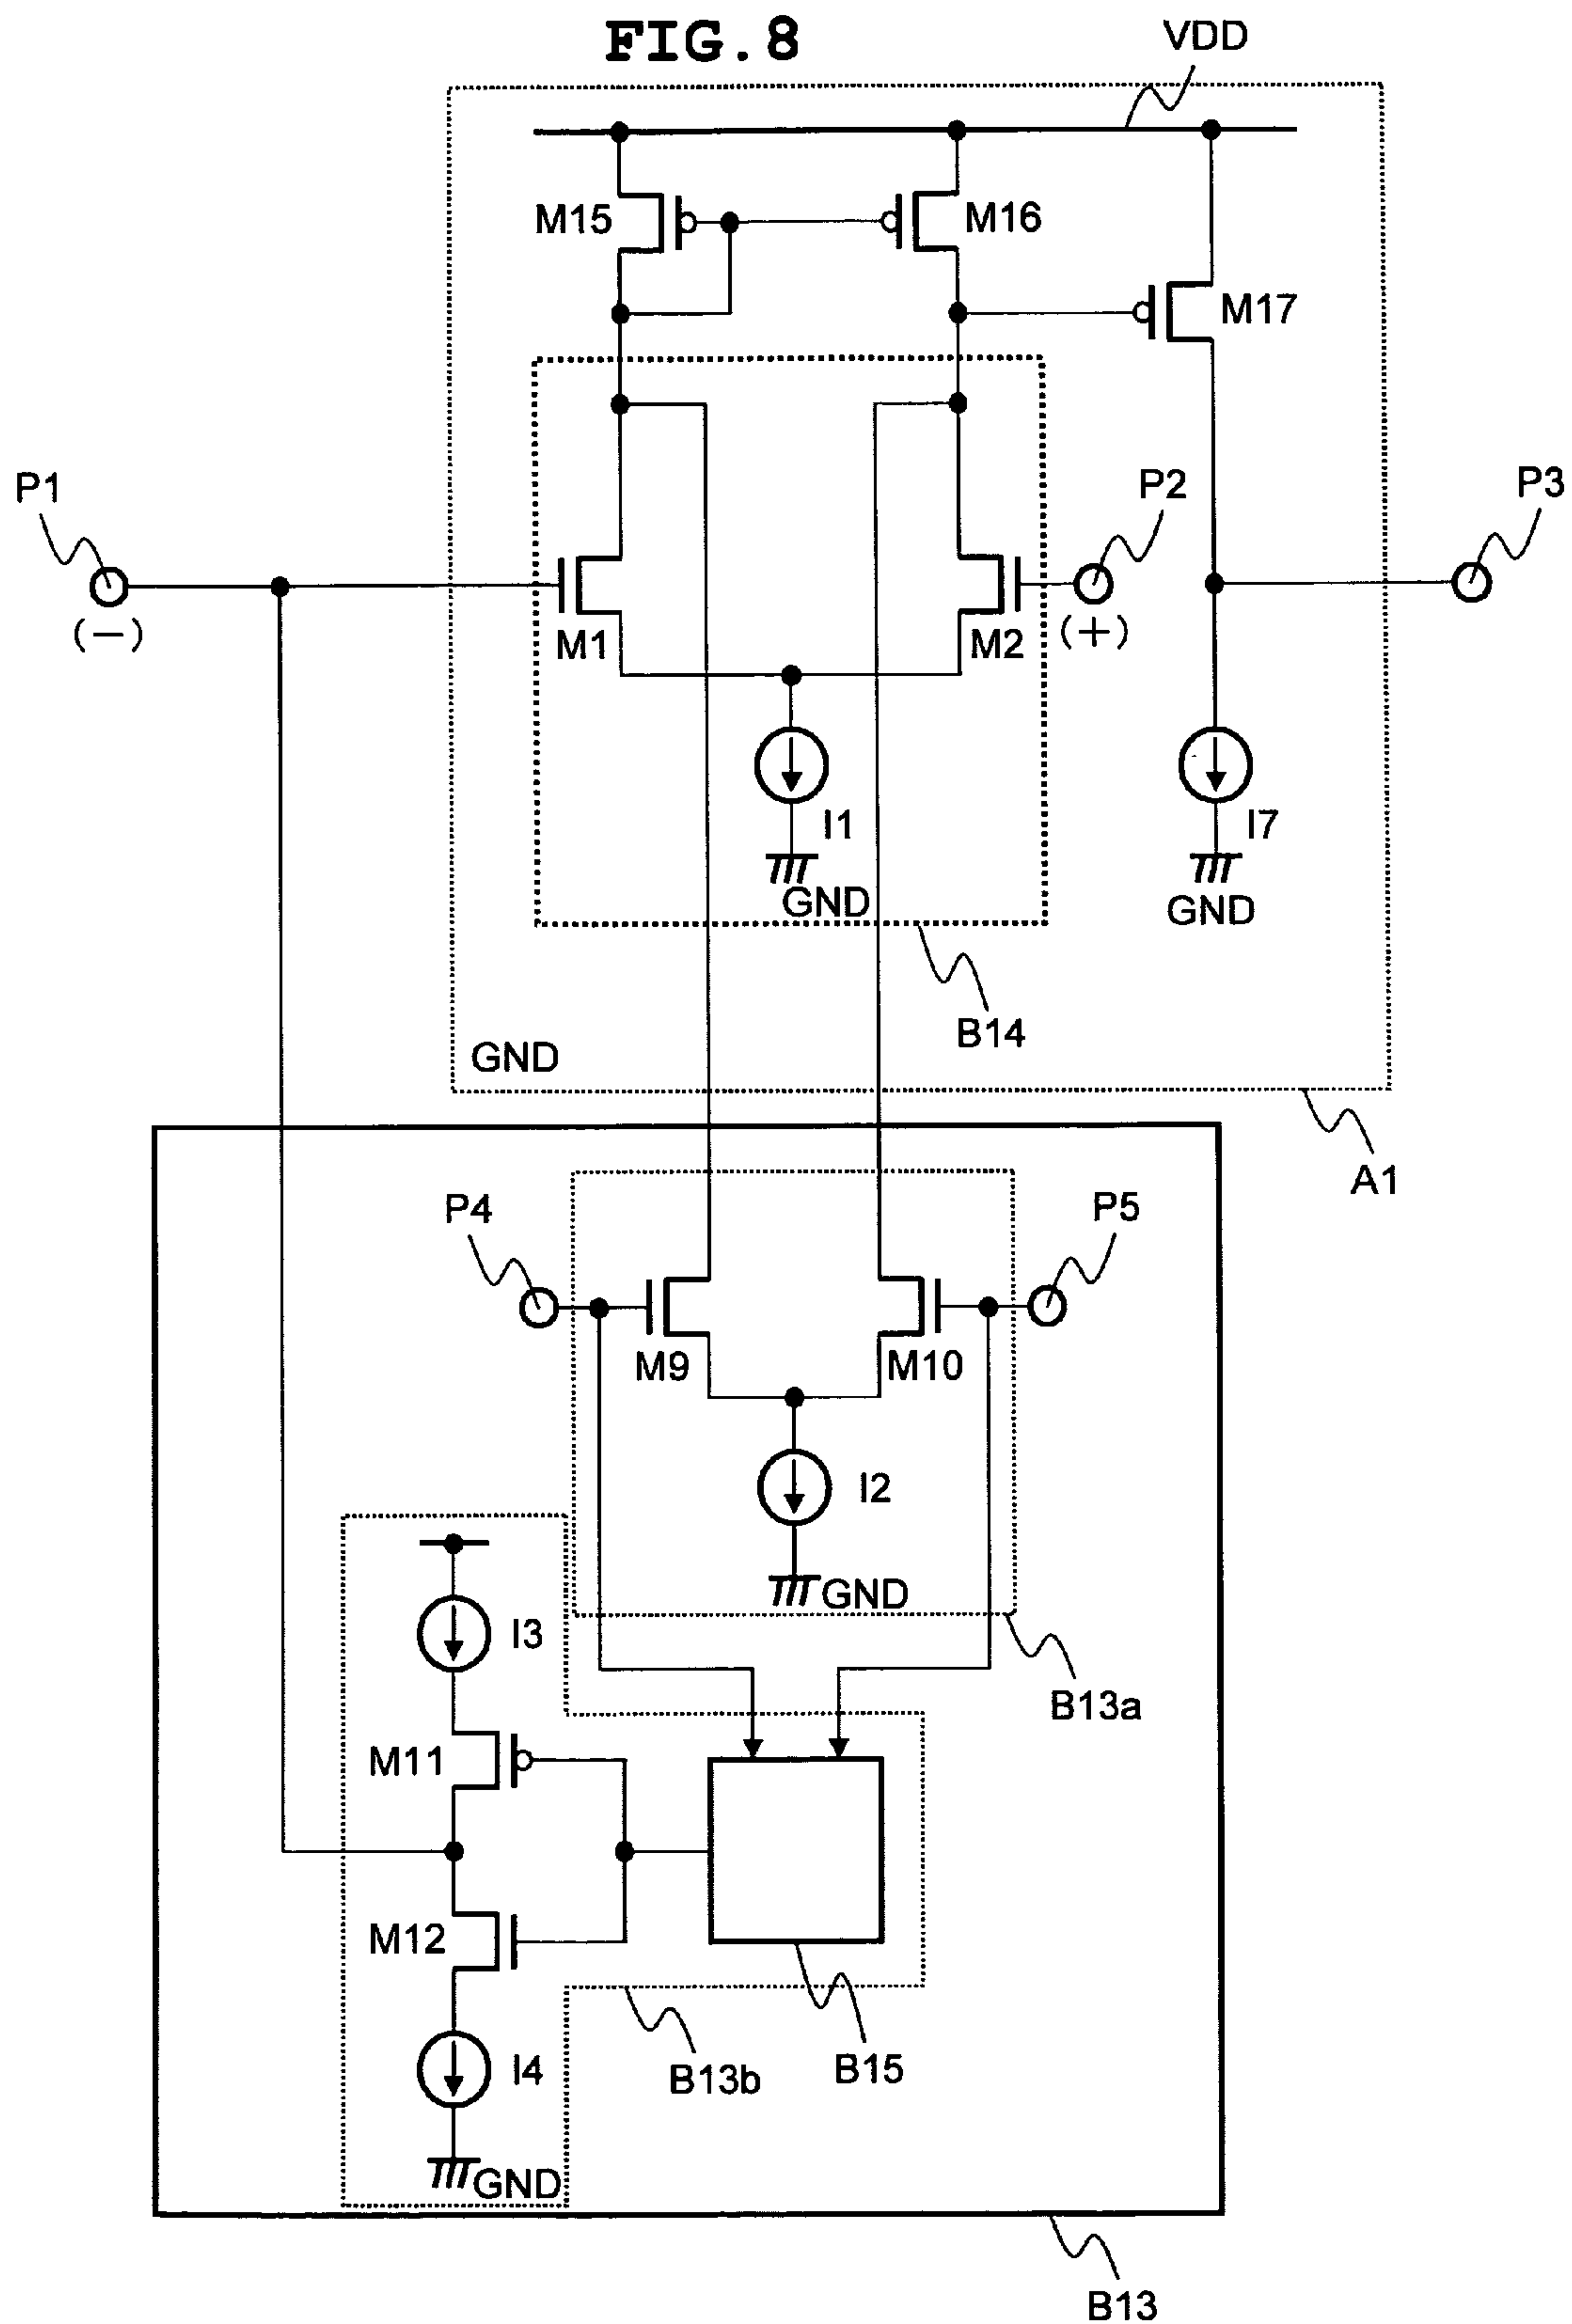 FIG.8
VDD
M15
M16
M17
P1
P2
P3
(−)
M1
M2
(+)
I1
I7
GND
GND
B14
GND
A1
P4
P5
M9
M10
I2
GND
I3
B13a
M11
M12
I4
B13b
B15
GND
B13